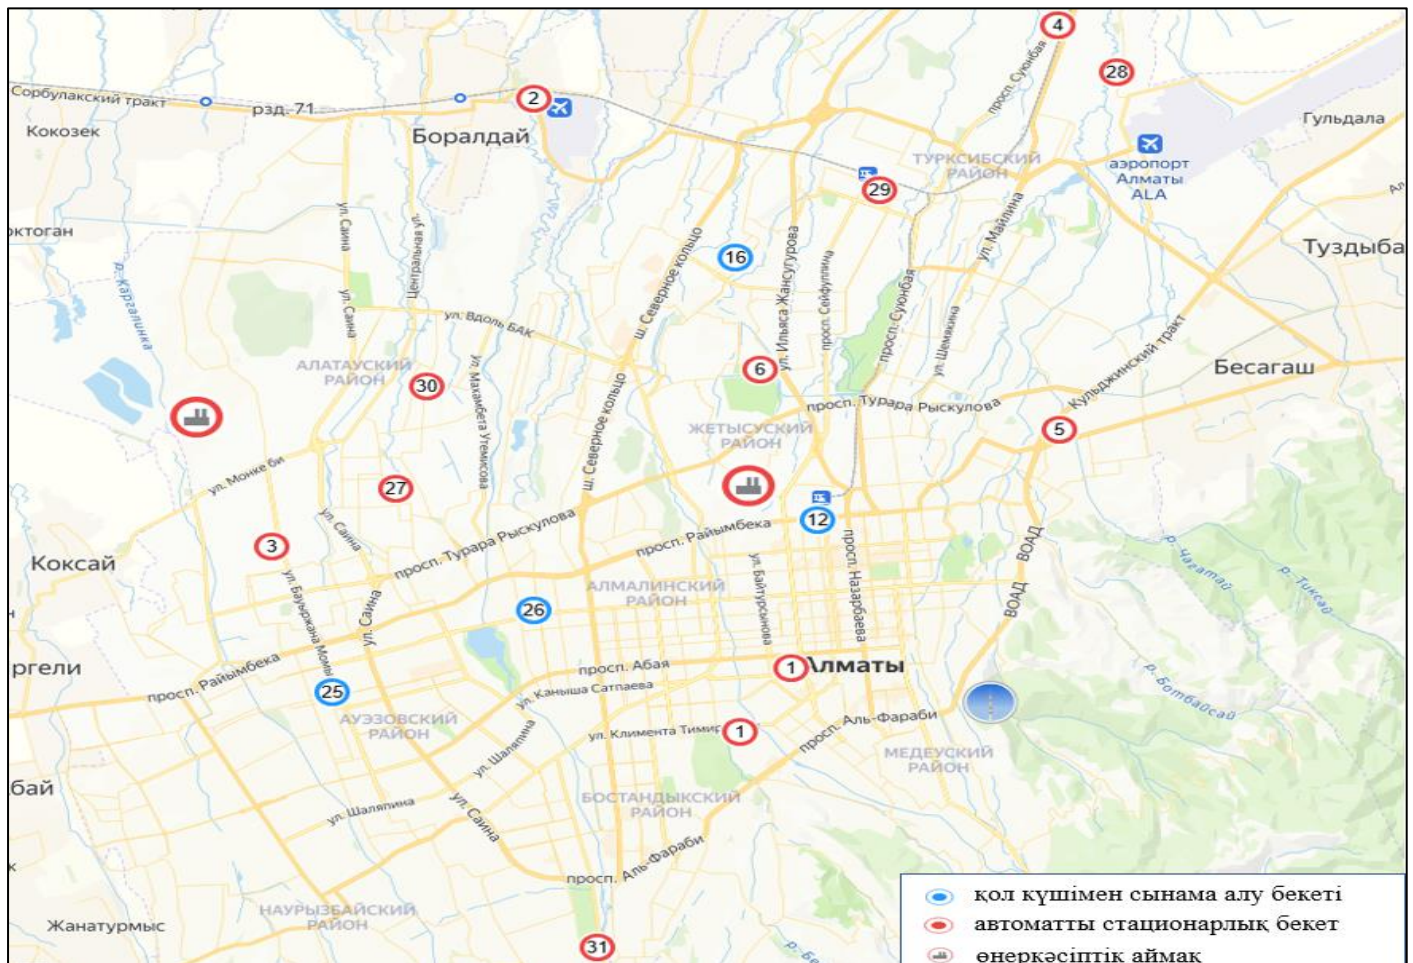 4
просп. Суюнбая
28
Сорбулакский тракт
рзд. 71
2
Кокозек
Боралдай
Гульдала
ТУРКСИБСКИЙ
РАЙОН
аэропорт
Алматы
ALA
29
ул. Саина
Центральная ул.
октоган
ш. Северное кольцо
16
ул. Ильяса Жансугурова
просп. Сейфуллина
ул. Майлина
Туздыба
р. Каргалинка
ул. Саина
ул. Вдоль БАК
просп. Суюнбая
ул. Шемякина
Кульджинский тракт
АЛАТАУСКИЙ
РАЙОН
30
ул. Махамбета Утемисова
6
Бесагаш
просп. Турара Рыскулова
ш. Северное кольцо
ЖЕТЫСУСКИЙ
РАЙОН
5
ул. Монке би
27
12
ул. Саина
просп. Турара Рыскулова
просп. Райымбека
3
Коксай
ВОАД
р. Чагатай
р. Тиксай
АЛМАЛИНСКИЙ
РАЙОН
ул. Байтурсынова
просп. Назарбаева
ВОАД
ул. Бауыржана Момы
ул. Саина
26
ргели
просп. Райымбека
просп. Абая
1
Алматы
25
ул. Каныша Сатпаева
р. Ботбайсай
АУЭЗОВСКИЙ
РАЙОН
ул. Шаляпина
ул. Климента Тимир
1
просп. Аль-Фараби
МЕДЕУСКИЙ
РАЙОН
бай
ул. Шаляпина
ул. Саина
БОСТАНДЫКСКИЙ
РАЙОН
просп. Аль-Фараби
НАУРЫЗБАЙСКИЙ
РАЙОН
Жанатурмыс
31
қол күшімен сынама алу бекеті
автоматты стационарлық бекет
өнеркәсіптік аймақ